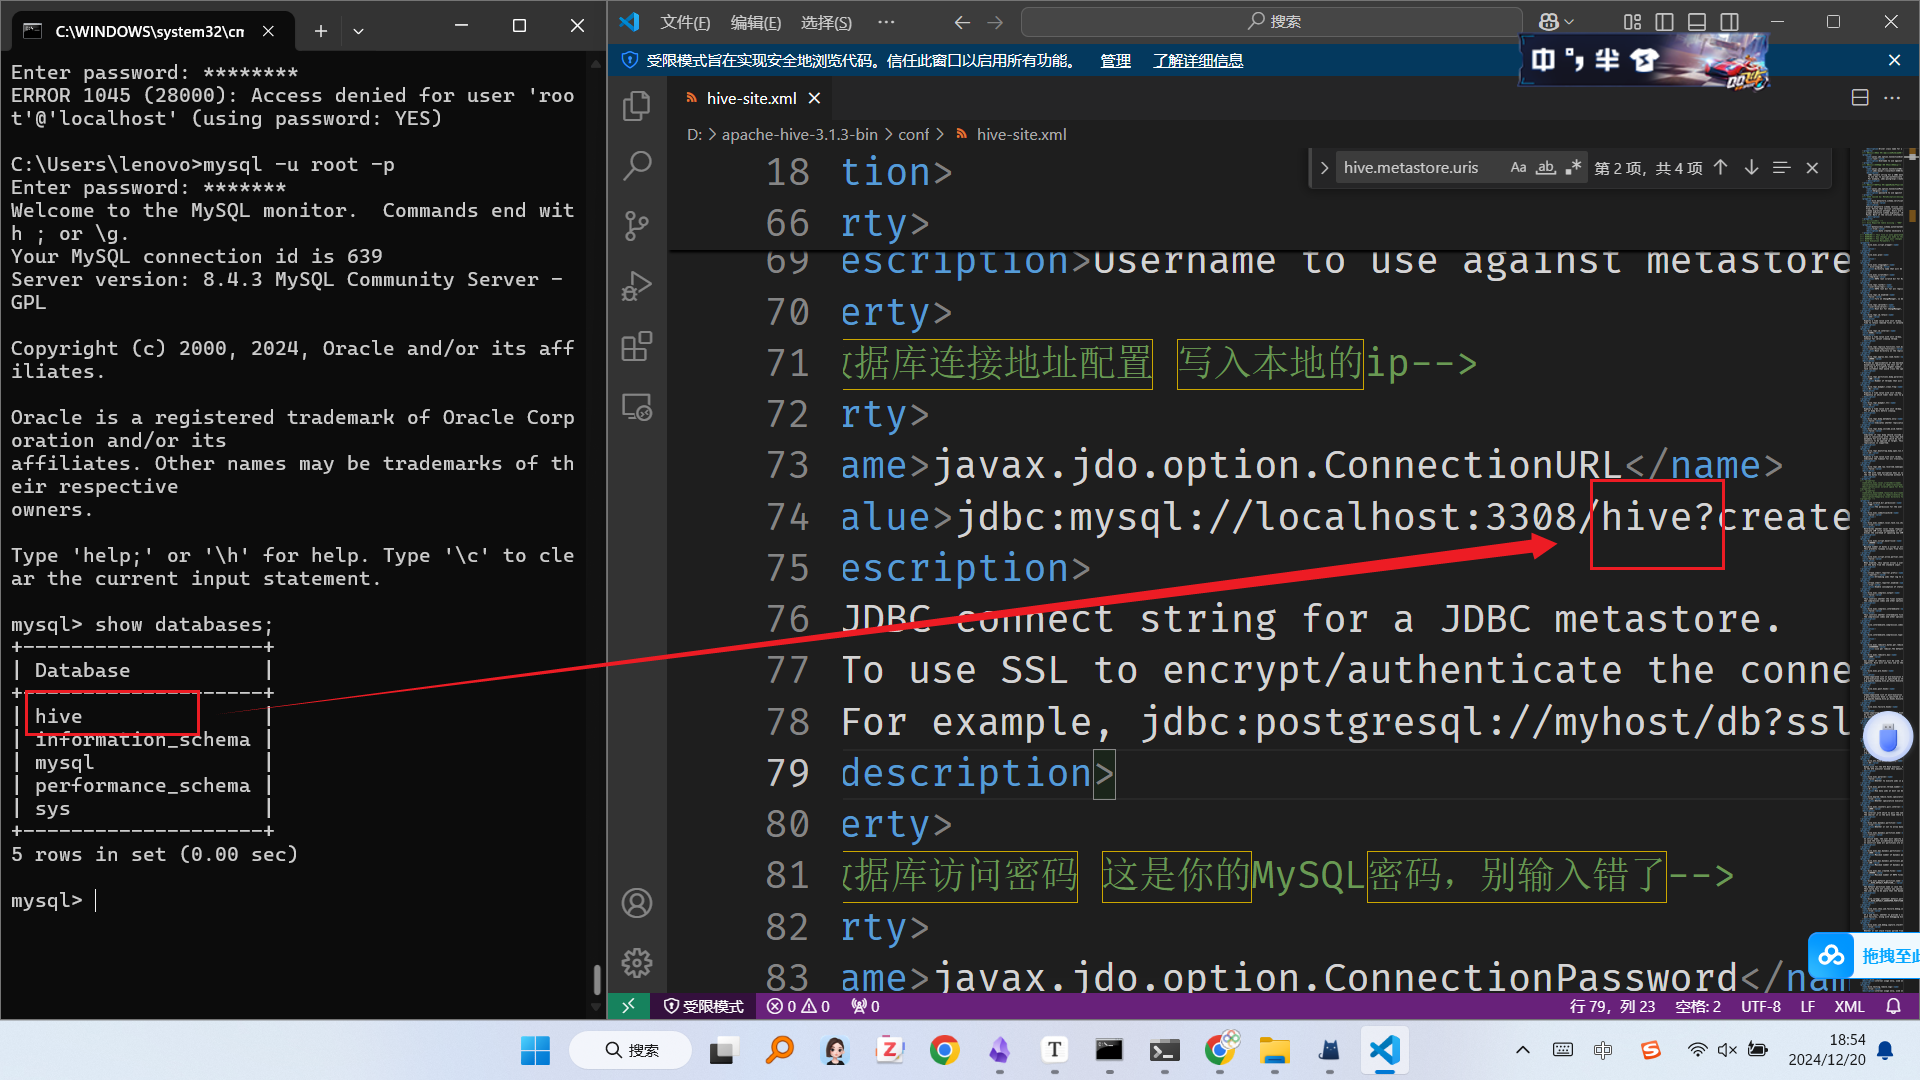 C:\WINDOWS\system32\cm
Enter password: ********
ERROR 1045 (28000): Access denied for user 'roo
t'@'localhost' (using password: YES)
C:\Users\lenovo>mysql -u root -p
Enter password: *******
Welcome to the MySQL monitor.  Commands end wit
h ; or \g.
Your MySQL connection id is 639
Server version: 8.4.3 MySQL Community Server -
GPL
Copyright (c) 2000, 2024, Oracle and/or its aff
iliates.
Oracle is a registered trademark of Oracle Corp
oration and/or its
affiliates. Other names may be trademarks of th
eir respective
owners.
Type 'help;' or '\h' for help. Type '\c' to cle
ar the current input statement.
mysql> show databases;
+--------------------+
| Database           |
+--------------------+
| hive               |
| information_schema |
| mysql              |
| performance_schema |
| sys                |
+--------------------+
5 rows in set (0.00 sec)
mysql>
文件(F) 编辑(E) 选择(S) ··· 搜索
受限模式旨在实现安全地浏览代码。信任此窗口以启用所有功能。 管理 了解详细信息
中 °, 半
hive-site.xml
D: > apache-hive-3.1.3-bin > conf > hive-site.xml
hive.metastore.uris Aa ab .* 第 2 项, 共 4 项
18 tion>
66 rty>
69 escription>Username to use against metastore
70 erty>
71 数据库连接地址配置 写入本地的ip-->
72 rty>
73 ame>javax.jdo.option.ConnectionURL</name>
74 alue>jdbc:mysql://localhost:3308/hive?create
75 escription>
76 JDBC connect string for a JDBC metastore.
77 To use SSL to encrypt/authenticate the conne
78 For example, jdbc:postgresql://myhost/db?ssl
79 description>
80 erty>
81 数据库访问密码 这是你的MySQL密码，别输入错了-->
82 rty>
83 ame>javax.jdo.option.ConnectionPassword</nam
拖拽至此
受限模式 0 0 0 行 79，列 23 空格: 2 UTF-8 LF XML
搜索
中
18:54
2024/12/20